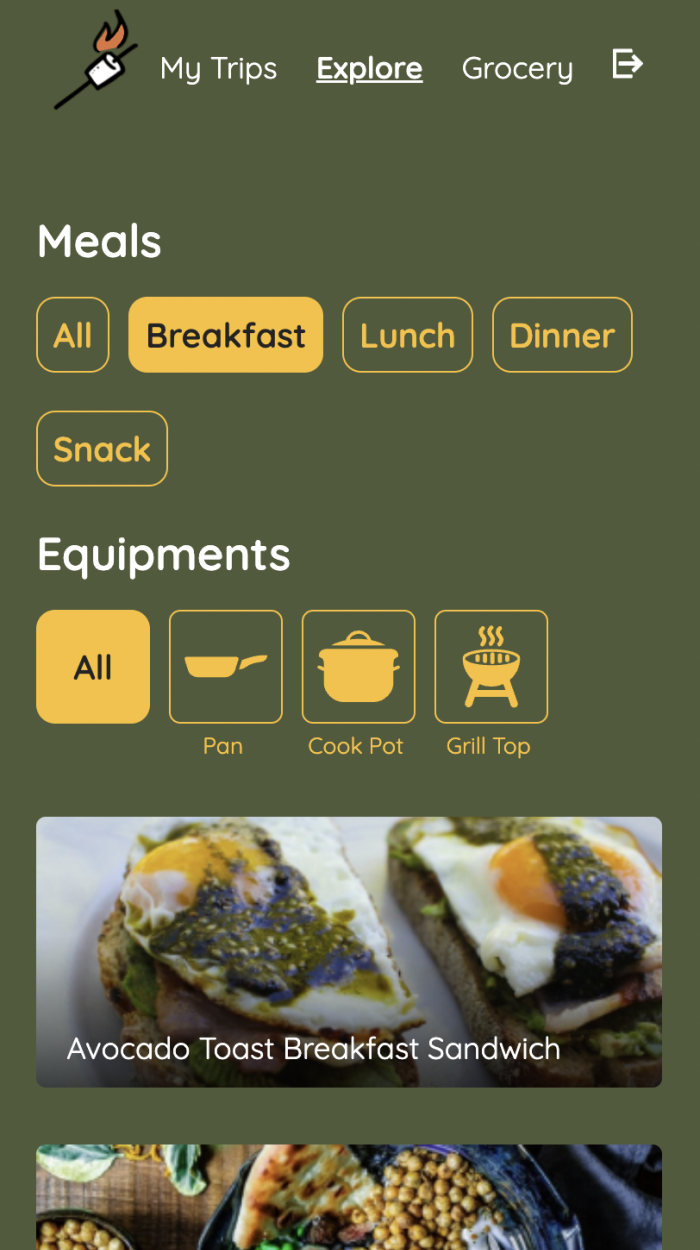 My Trips Explore Grocery
Meals
All Breakfast Lunch Dinner
Snack
Equipments
All
Pan Cook Pot Grill Top
Avocado Toast Breakfast Sandwich